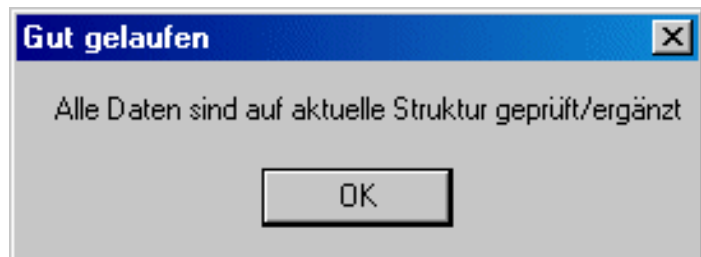 Gut gelaufen
Alle Daten sind auf aktuelle Struktur geprüft/ergänzt
OK